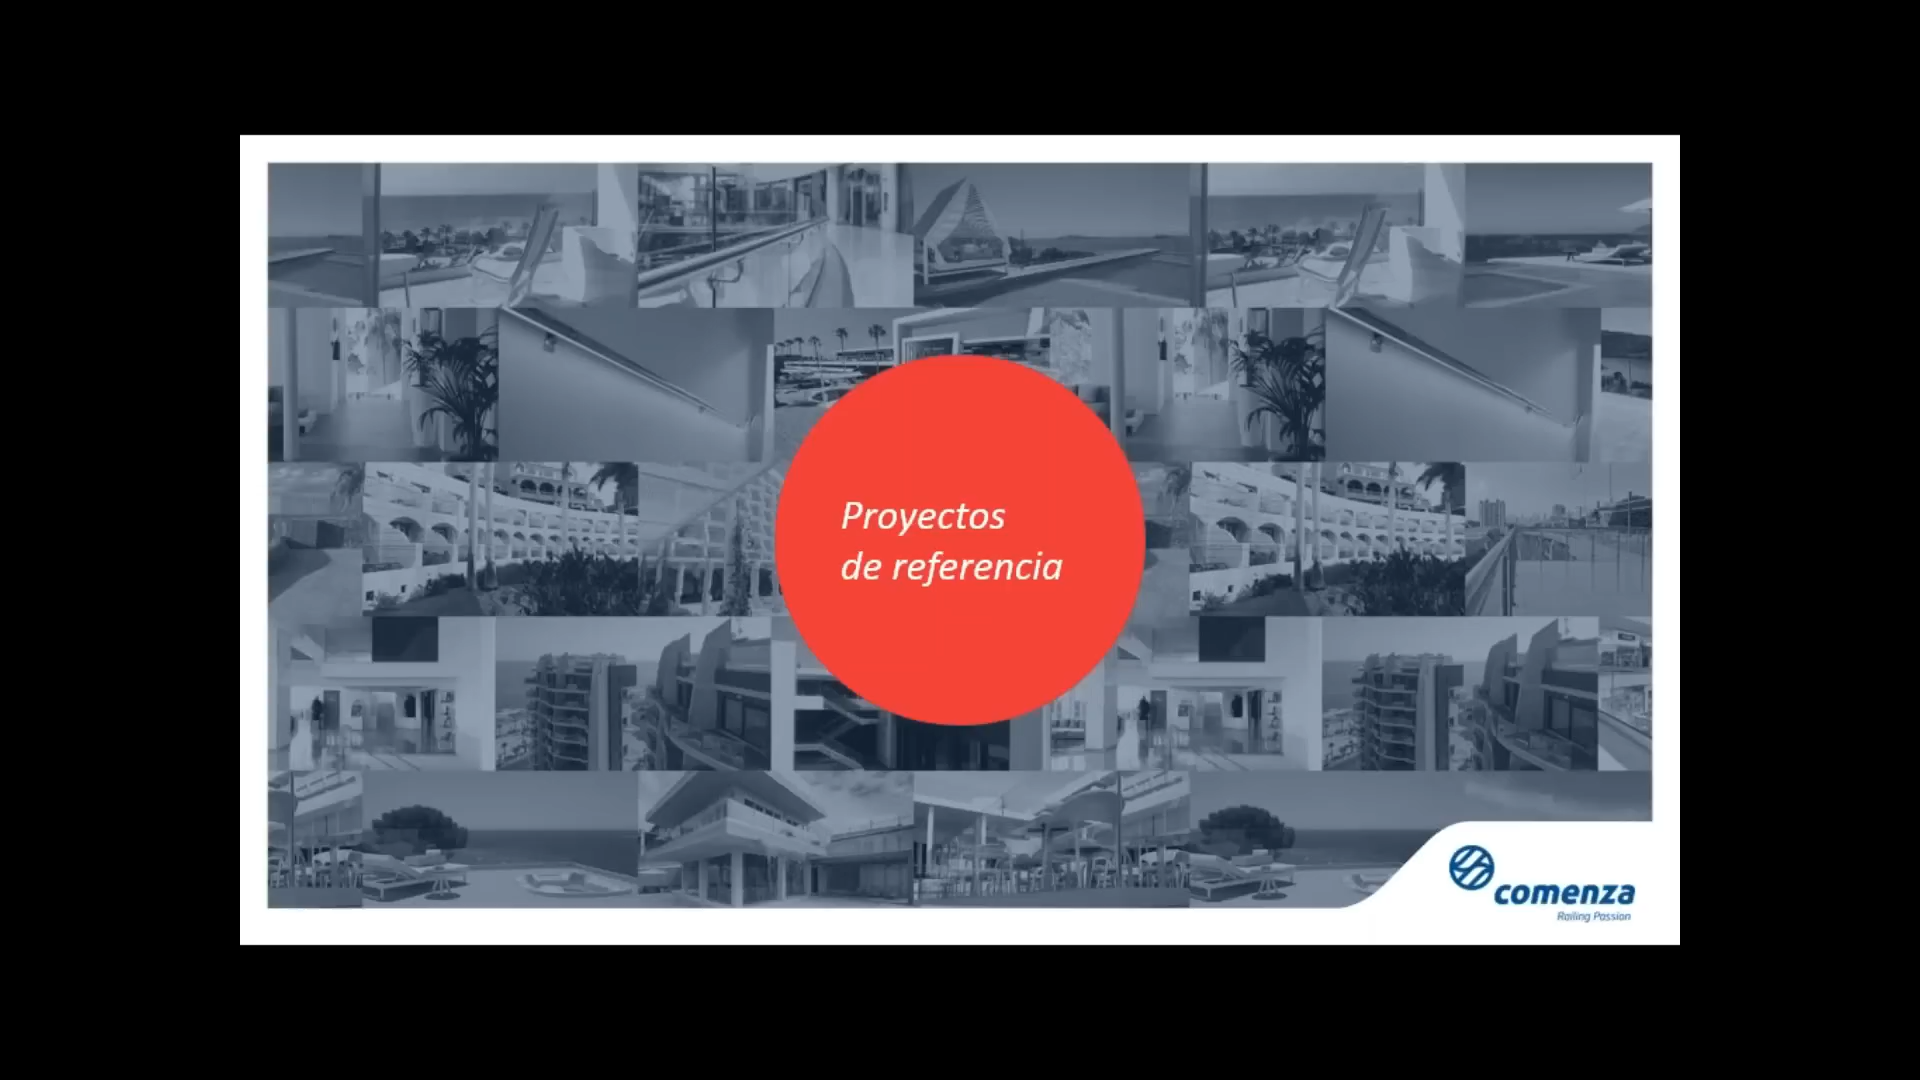 Proyectos
de referencia
comenza
Railing Passion